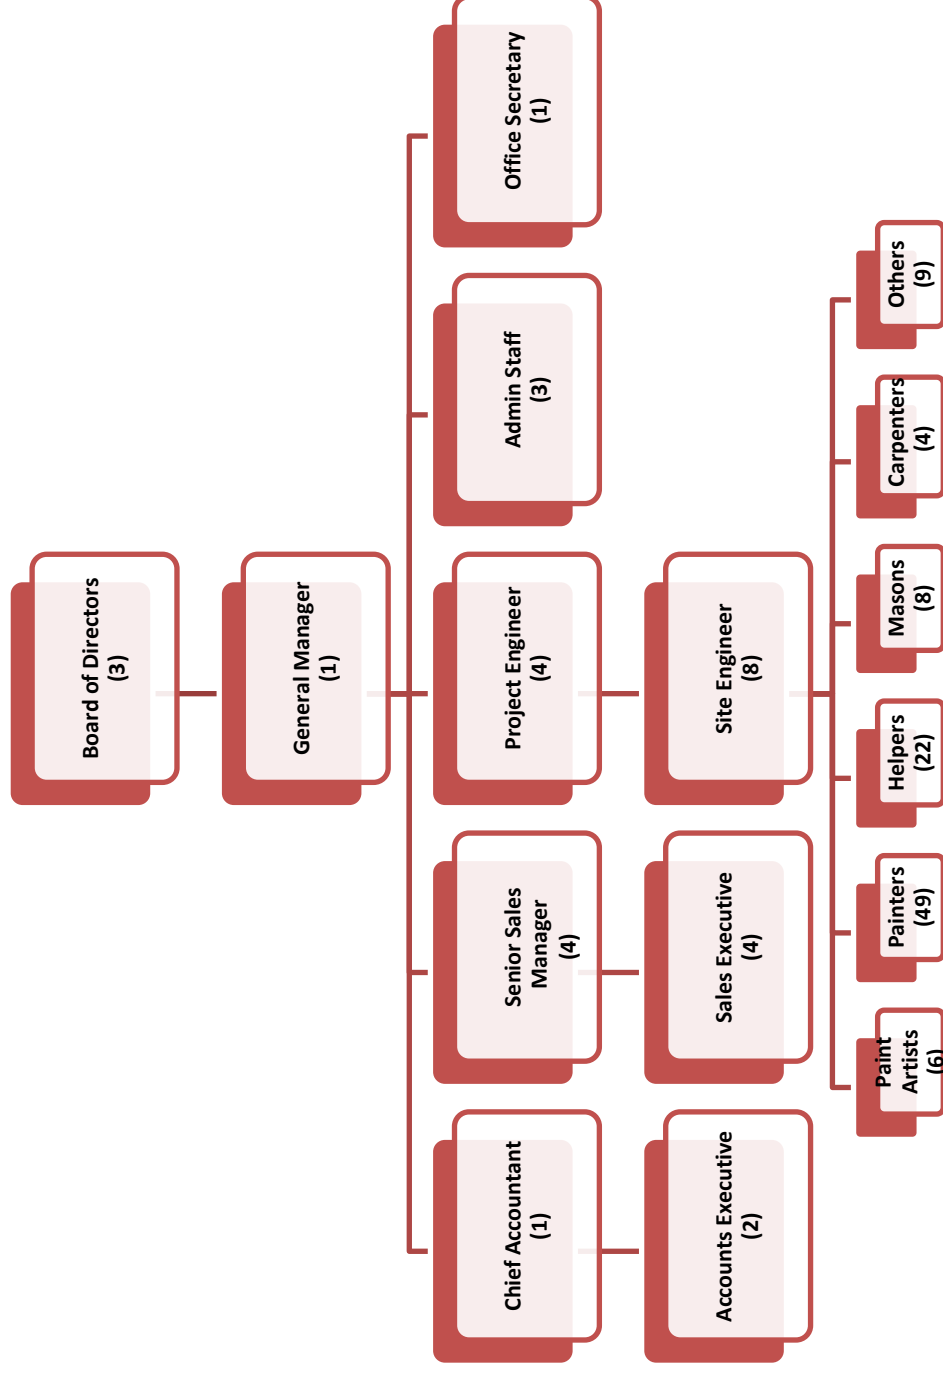 Board of Directors
(3)
General Manager
(1)
Chief Accountant
(1)
Senior Sales
Manager
(4)
Project Engineer
(4)
Admin Staff
(3)
Office Secretary
(1)
Accounts Executive
(2)
Sales Executive
(4)
Site Engineer
(8)
Paint
Artists
(6)
Painters
(49)
Helpers
(22)
Masons
(8)
Carpenters
(4)
Others
(9)